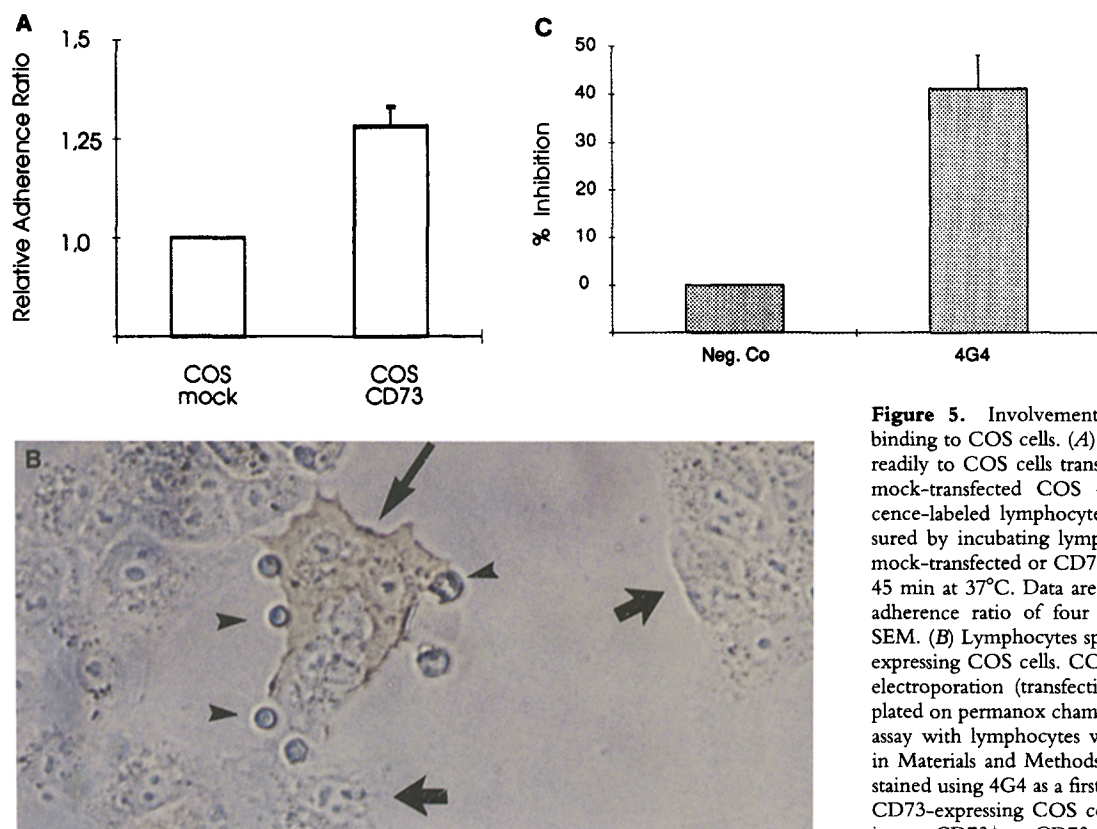 A
Relative Adherence Ratio
1,5
1,25
1,0
COS
mock
COS
CD73
C
% Inhibition
50
40
30
20
10
0
Neg. Co
4G4
B
Figure 5. Involvement
binding to COS cells. (A)
readily to COS cells trans
mock-transfected COS
cence-labeled lymphocyte
sured by incubating lymp
mock-transfected or CD7
45 min at 37°C. Data are
adherence ratio of four
SEM. (B) Lymphocytes sp
expressing COS cells. CO
electroporation (transfecti
plated on permanox cham
assay with lymphocytes w
in Materials and Methods
stained using 4G4 as a first
CD73-expressing COS ce